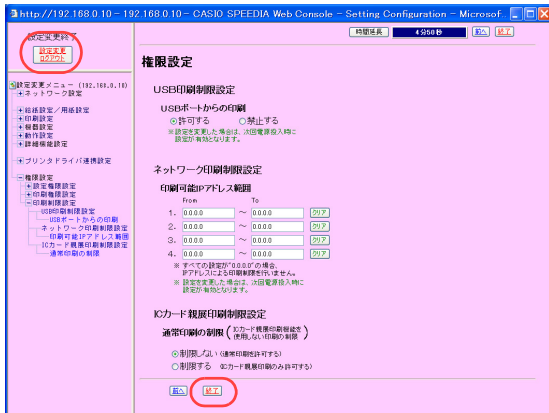 http://192.168.0.10 - 192.168.0.10 - CASIO SPEEDIA Web Console - Setting Configuration - Microsof
設定変更終了
設定変更
ログアウト
設定変更メニュー (192.168.0.10)
ネットワーク設定
給紙設定/用紙設定
印刷設定
機器設定
動作設定
詳細機能設定
プリンタドライバ連携設定
権限設定
設定権限設定
印刷権限設定
印刷制限設定
USB印刷制限設定
USBポートからの印刷
ネットワーク印刷制限設定
印刷可能IPアドレス範囲
ICカード親展印刷制限設定
通常印刷の制限
時間延長 4分50秒 前へ 終了
権限設定
USB印刷制限設定
USBポートからの印刷
許可する 禁止する
※設定を変更した場合は、次回電源投入時に
設定が有効となります。
ネットワーク印刷制限設定
印刷可能IPアドレス範囲
From To
1. 0.0.0.0 ~ 0.0.0.0 クリア
2. 0.0.0.0 ~ 0.0.0.0 クリア
3. 0.0.0.0 ~ 0.0.0.0 クリア
4. 0.0.0.0 ~ 0.0.0.0 クリア
※ すべての設定が"0.0.0.0"の場合、
IPアドレスによる印刷制限を行いません。
※ 設定を変更した場合は、次回電源投入時に
設定が有効となります。
ICカード親展印刷制限設定
通常印刷の制限 (ICカード親展印刷機能を
使用しない印刷の制限)
制限しない (通常印刷を許可する)
制限する (ICカード親展印刷のみ許可する)
前へ 終了